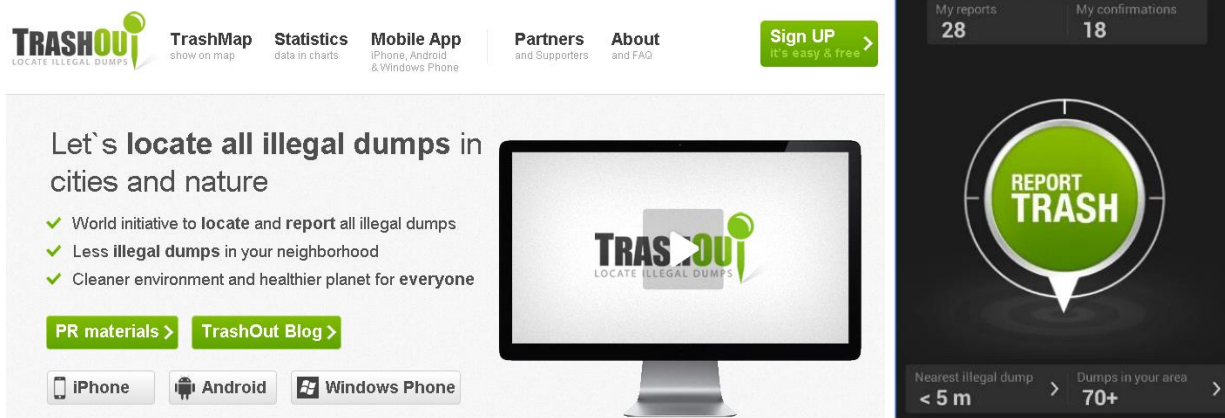 TRASHOUT
LOCATE ILLEGAL DUMPS
TrashMap
show on map
Statistics
data in charts
Mobile App
iPhone, Android
& Windows Phone
Partners
and Supporters
About
and FAQ
Sign UP
it's easy & free
Let`s locate all illegal dumps in
cities and nature
World initiative to locate and report all illegal dumps
Less illegal dumps in your neighborhood
Cleaner environment and healthier planet for everyone
PR materials
TrashOut Blog
iPhone
Android
Windows Phone
TRASHOUT
LOCATE ILLEGAL DUMPS
My reports
28
My confirmations
18
REPORT
TRASH
Nearest illegal dump
< 5 m
Dumps in your area
70+